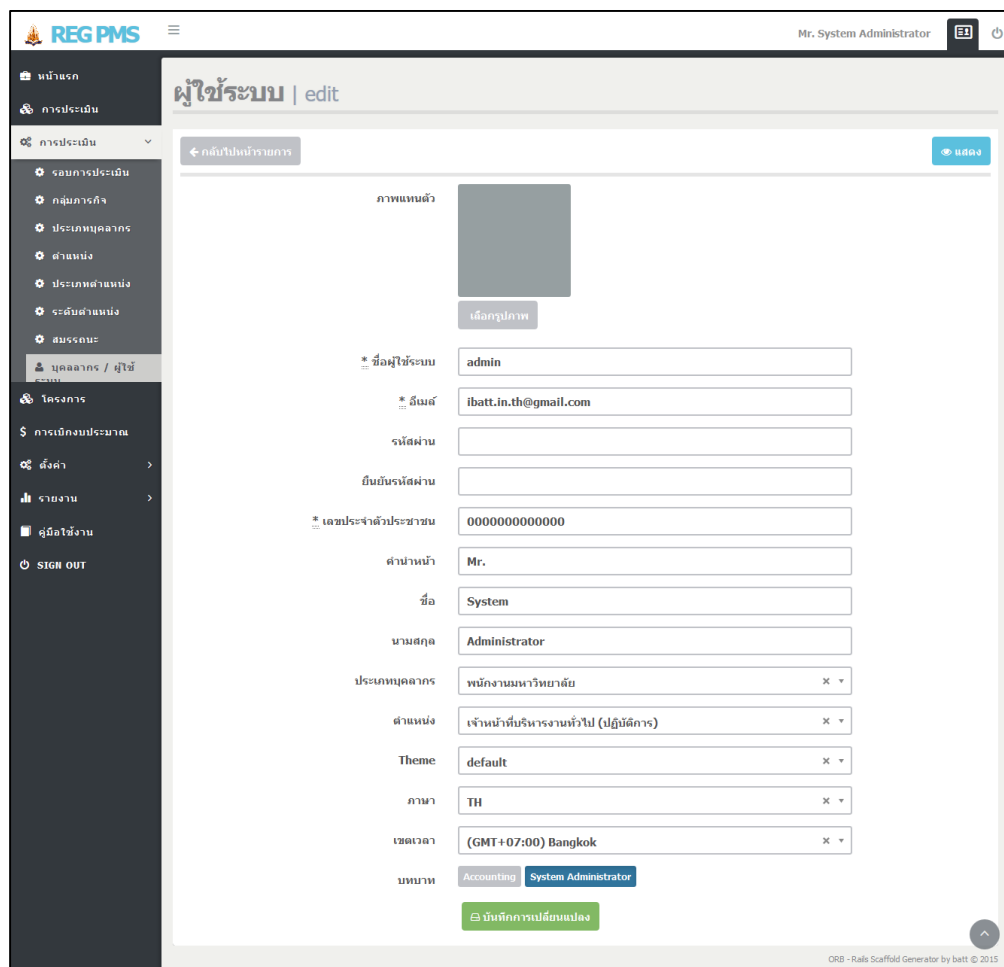 REG PMS
Mr. System Administrator
หน้าแรก
การประเมิน
การประเมิน
รอบการประเมิน
กลุ่มภารกิจ
ประเภทบุคลากร
ตำแหน่ง
ประเภทตำแหน่ง
ระดับตำแหน่ง
สมรรถนะ
บุคลากร / ผู้ใช้
ระบบ
โครงการ
$ การเบิกงบประมาณ
ตั้งค่า
รายงาน
คู่มือใช้งาน
SIGN OUT
ผู้ใช้ระบบ | edit
กลับไปหน้ารายการ
แสดง
ภาพแทนตัว
เลือกรูปภาพ
* ชื่อผู้ใช้ระบบ admin
* อีเมล์ ibatt.in.th@gmail.com
รหัสผ่าน
ยืนยันรหัสผ่าน
* เลขประจำตัวประชาชน 0000000000000
คำนำหน้า Mr.
ชื่อ System
นามสกุล Administrator
ประเภทบุคลากร พนักงานมหาวิทยาลัย
ตำแหน่ง เจ้าหน้าที่บริหารงานทั่วไป (ปฏิบัติการ)
Theme default
ภาษา TH
เขตเวลา (GMT+07:00) Bangkok
บทบาท Accounting System Administrator
บันทึกการเปลี่ยนแปลง
ORB - Rails Scaffold Generator by batt © 2015